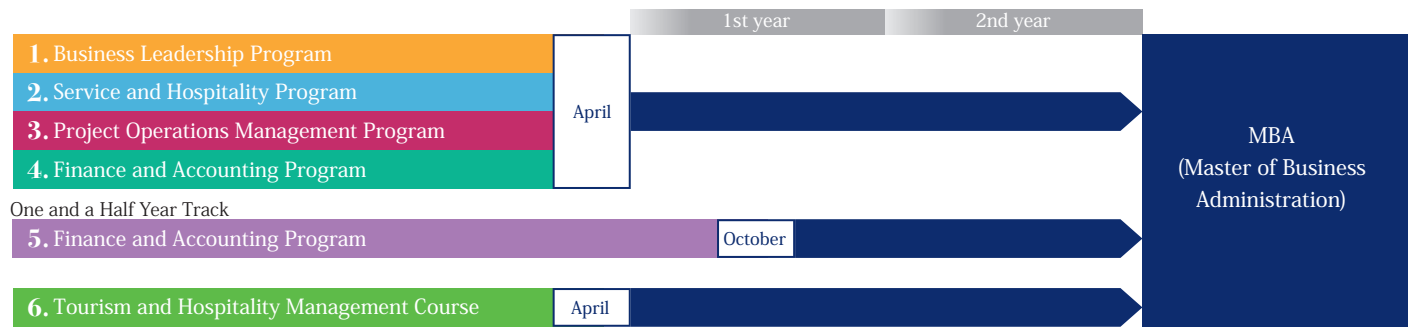 1st year
2nd year
1. Business Leadership Program
2. Service and Hospitality Program
3. Project Operations Management Program
4. Finance and Accounting Program
April
One and a Half Year Track
5. Finance and Accounting Program
October
6. Tourism and Hospitality Management Course
April
MBA
(Master of Business
Administration)